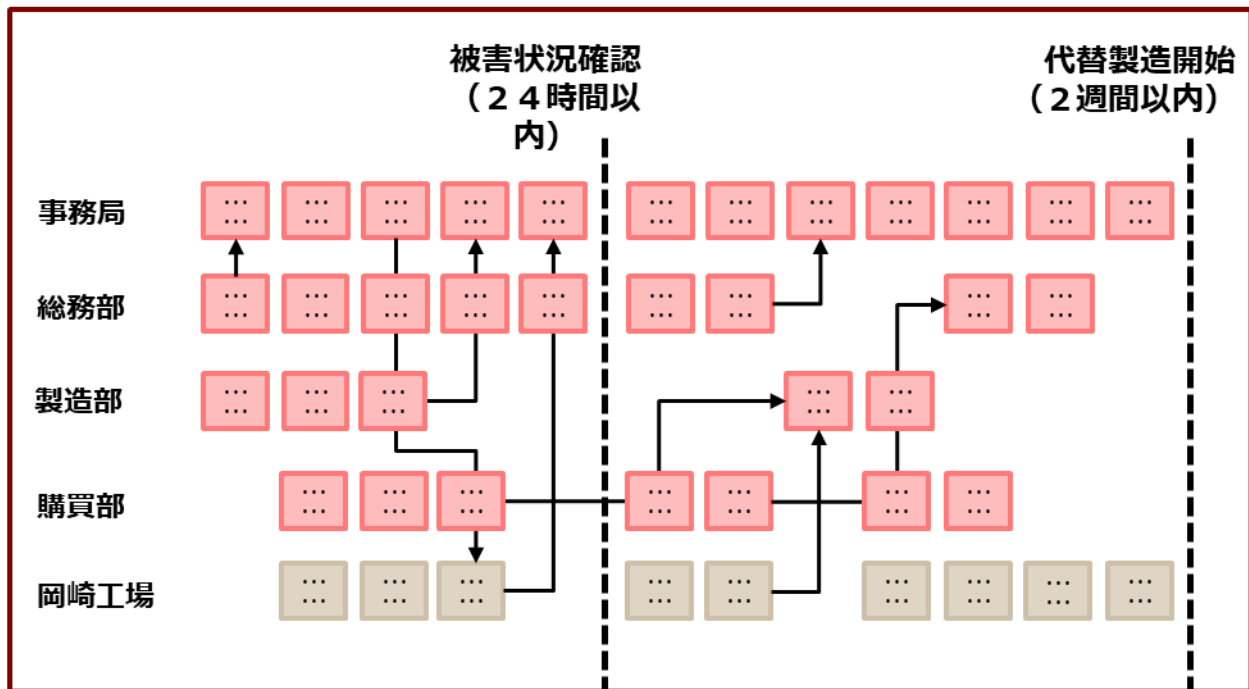 被害状況確認
（２４時間以
内）
代替製造開始
（２週間以内）
事務局
総務部
製造部
購買部
岡崎工場